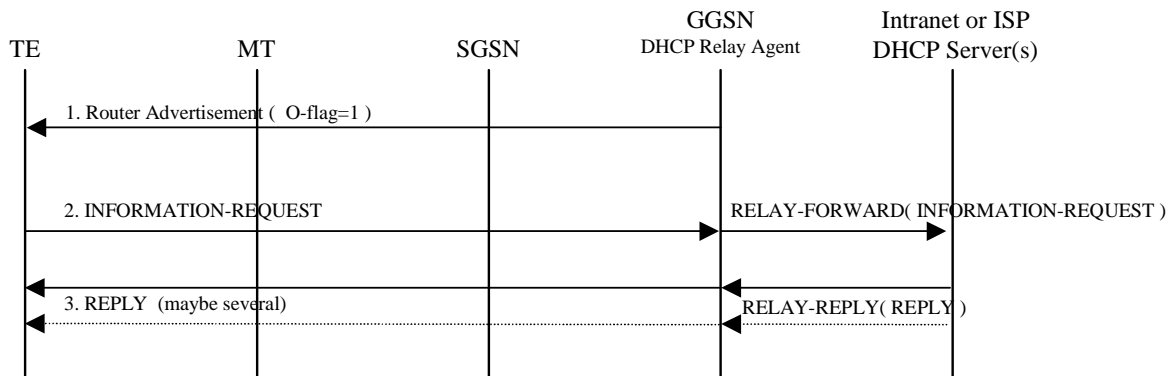 GGSN
Intranet or ISP
TE
MT
SGSN
DHCP Relay Agent
DHCP Server(s)
1. Router Advertisement ( O-flag=1 )
2. INFORMATION-REQUEST
RELAY-FORWARD( INFORMATION-REQUEST )
3. REPLY (maybe several)
RELAY-REPLY( REPLY )